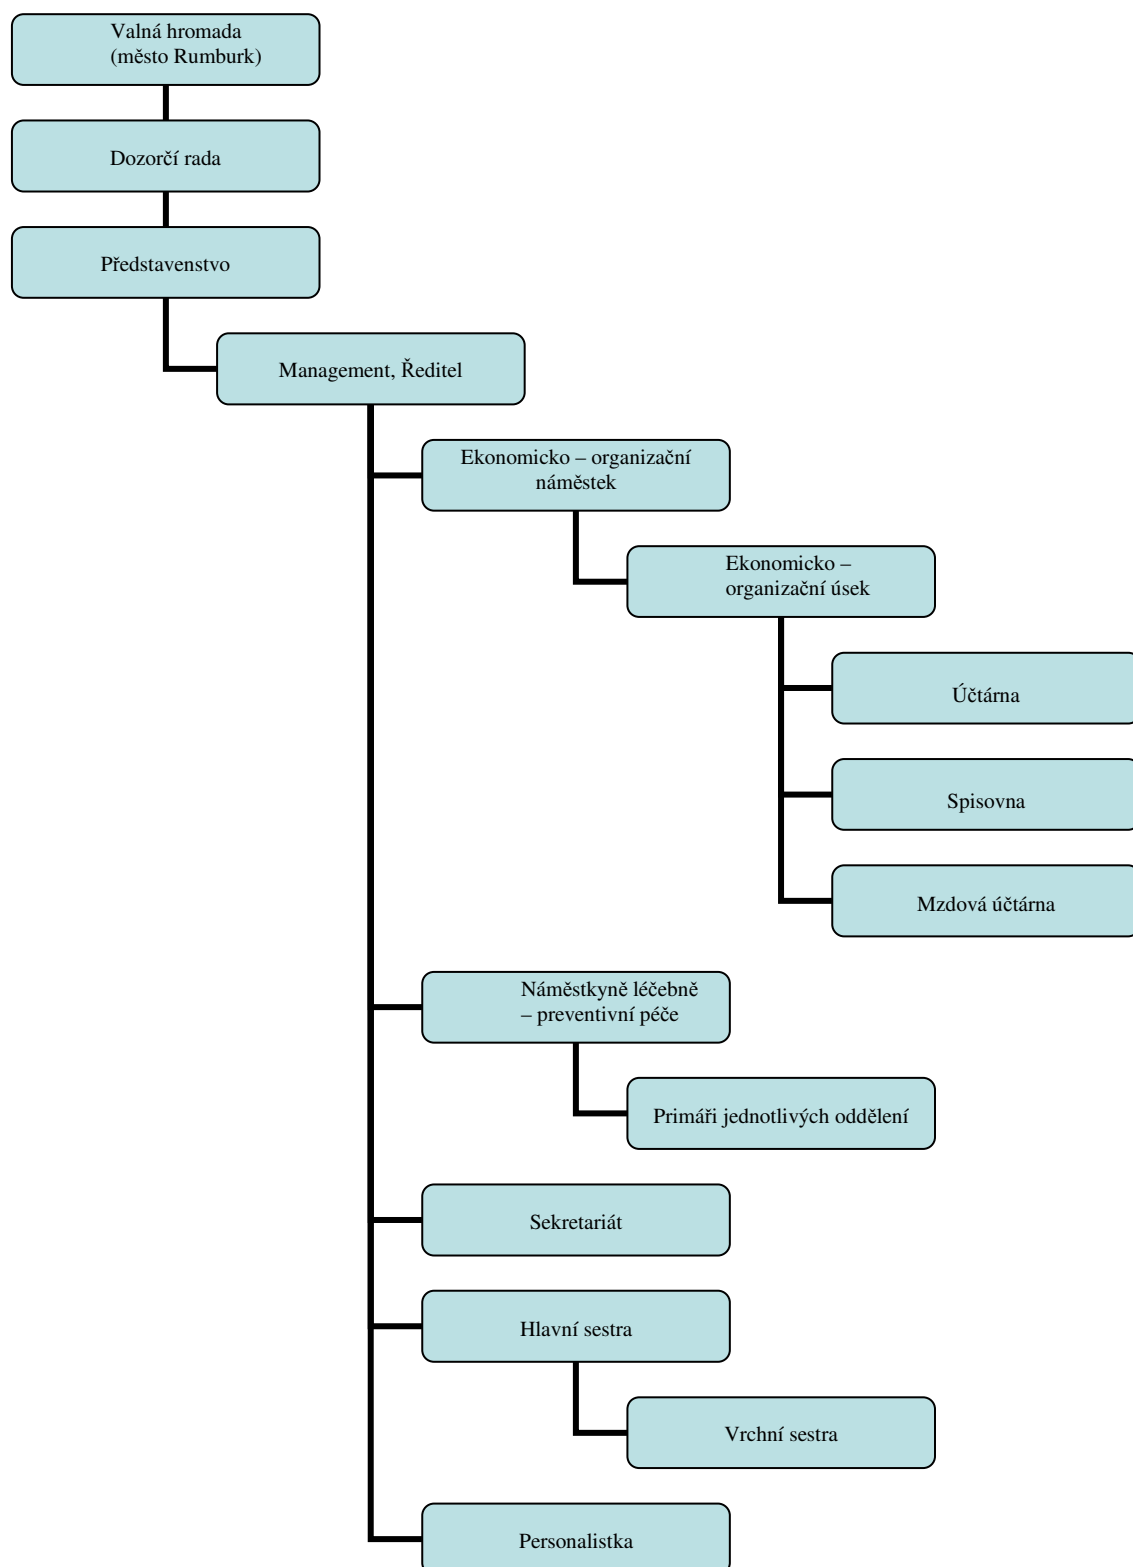 Valná hromada
(město Rumburk)
Dozorčí rada
Představenstvo
Management, Ředitel
Ekonomicko – organizační
náměstek
Ekonomicko –
organizační úsek
Účtárna
Spisovna
Mzdová účtárna
Náměstkyně léčebně
– preventivní péče
Primáři jednotlivých oddělení
Sekretariát
Hlavní sestra
Vrchní sestra
Personalistka